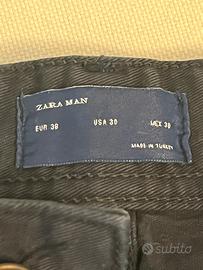 ZARA MAN
EUR 38 USA 30 MEX 30
MADE IN TURKEY
subito